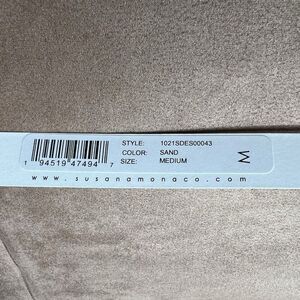 STYLE: 1021SDES00043
COLOR: SAND
SIZE: MEDIUM
M
1 94519 47494 7
www.susanamonaco.com